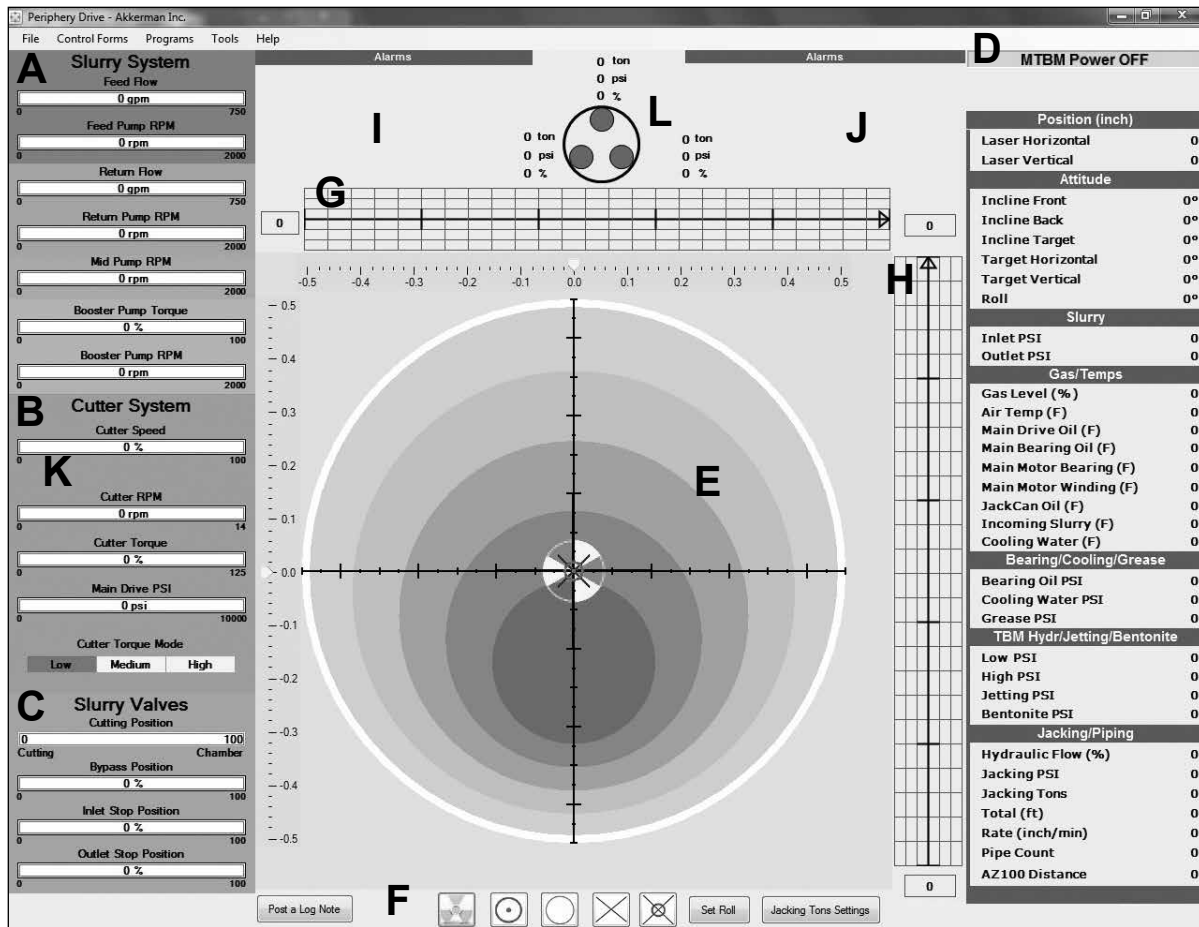 Periphery Drive - Akkerman Inc.
File Control Forms Programs Tools Help
A Slurry System
Feed Flow
0 gpm
0 750
Feed Pump RPM
0 rpm
0 2000
Return Flow
0 gpm
0 750
Return Pump RPM
0 rpm
0 2000
Mid Pump RPM
0 rpm
0 2000
Booster Pump Torque
0 %
0 100
Booster Pump RPM
0 rpm
0 2000
B Cutter System
Cutter Speed
0 %
0 100
K
Cutter RPM
0 rpm
0 14
Cutter Torque
0 %
0 125
Main Drive PSI
0 psi
0 10000
Cutter Torque Mode
Low Medium High
C Slurry Valves
Cutting Position
0 100
Cutting Chamber
Bypass Position
0 %
0 100
Inlet Stop Position
0 %
0 100
Outlet Stop Position
0 %
0 100
Alarms Alarms
0 ton
0 psi
0 %
I L J
0 ton
0 psi
0 %
0 ton
0 psi
0 %
G
0 0
H
-0.5 -0.4 -0.3 -0.2 -0.1 0.0 0.1 0.2 0.3 0.4 0.5
0.5
0.4
0.3
0.2
0.1
0.0
-0.1
-0.2
-0.3
-0.4
-0.5
E
0
Post a Log Note F Set Roll Jacking Tons Settings
D MTBM Power OFF
Position (inch)
Laser Horizontal 0
Laser Vertical 0
Attitude
Incline Front 0°
Incline Back 0°
Incline Target 0°
Target Horizontal 0°
Target Vertical 0°
Roll 0°
Slurry
Inlet PSI 0
Outlet PSI 0
Gas/Temps
Gas Level (%) 0
Air Temp (F) 0
Main Drive Oil (F) 0
Main Bearing Oil (F) 0
Main Motor Bearing (F) 0
Main Motor Winding (F) 0
JackCan Oil (F) 0
Incoming Slurry (F) 0
Cooling Water (F) 0
Bearing/Cooling/Grease
Bearing Oil PSI 0
Cooling Water PSI 0
Grease PSI 0
TBM Hydr/Jetting/Bentonite
Low PSI 0
High PSI 0
Jetting PSI 0
Bentonite PSI 0
Jacking/Piping
Hydraulic Flow (%) 0
Jacking PSI 0
Jacking Tons 0
Total (ft) 0
Rate (inch/min) 0
Pipe Count 0
AZ100 Distance 0